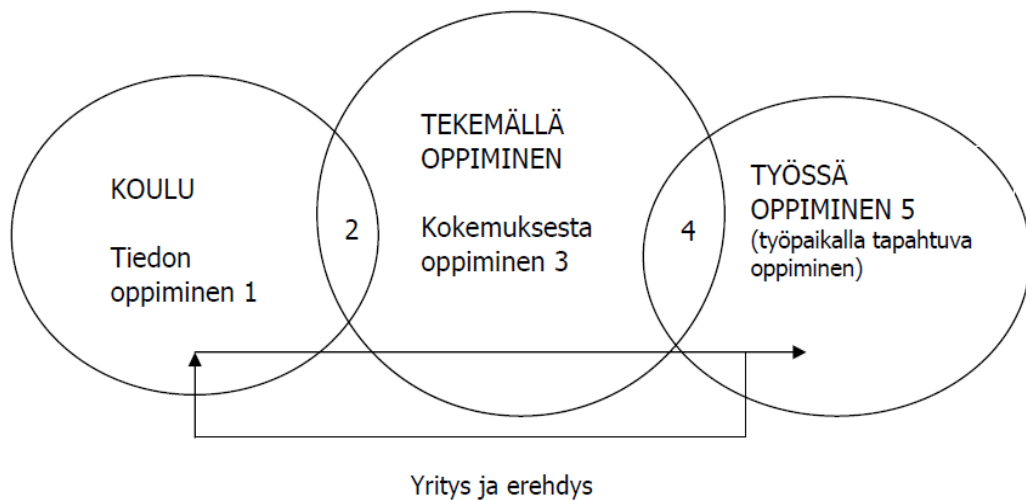 KOULU
Tiedon
oppiminen 1
2
TEKEMÄLLÄ
OPPIMINEN
Kokemuksesta
oppiminen 3
4
TYÖSSÄ
OPPIMINEN 5
(työpaikalla tapahtuva
oppiminen)
Yritys ja erehdys